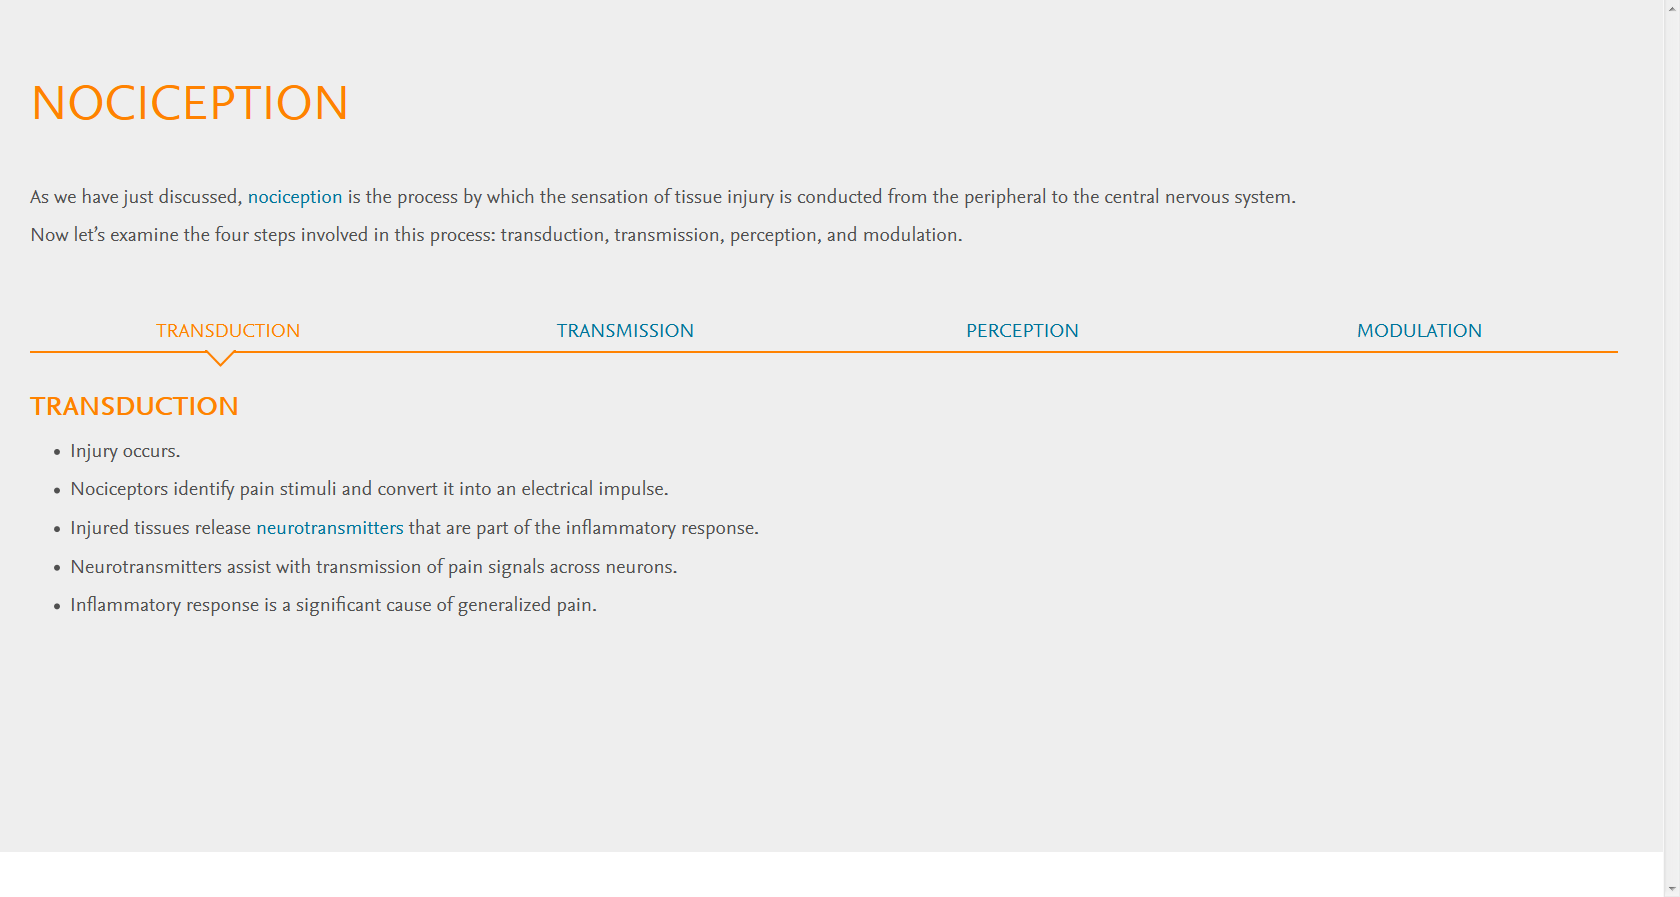 NOCICEPTION
As we have just discussed, nociception is the process by which the sensation of tissue injury is conducted from the peripheral to the central nervous system.
Now let’s examine the four steps involved in this process: transduction, transmission, perception, and modulation.
TRANSDUCTION TRANSMISSION PERCEPTION MODULATION
TRANSDUCTION
• Injury occurs.
• Nociceptors identify pain stimuli and convert it into an electrical impulse.
• Injured tissues release neurotransmitters that are part of the inflammatory response.
• Neurotransmitters assist with transmission of pain signals across neurons.
• Inflammatory response is a significant cause of generalized pain.